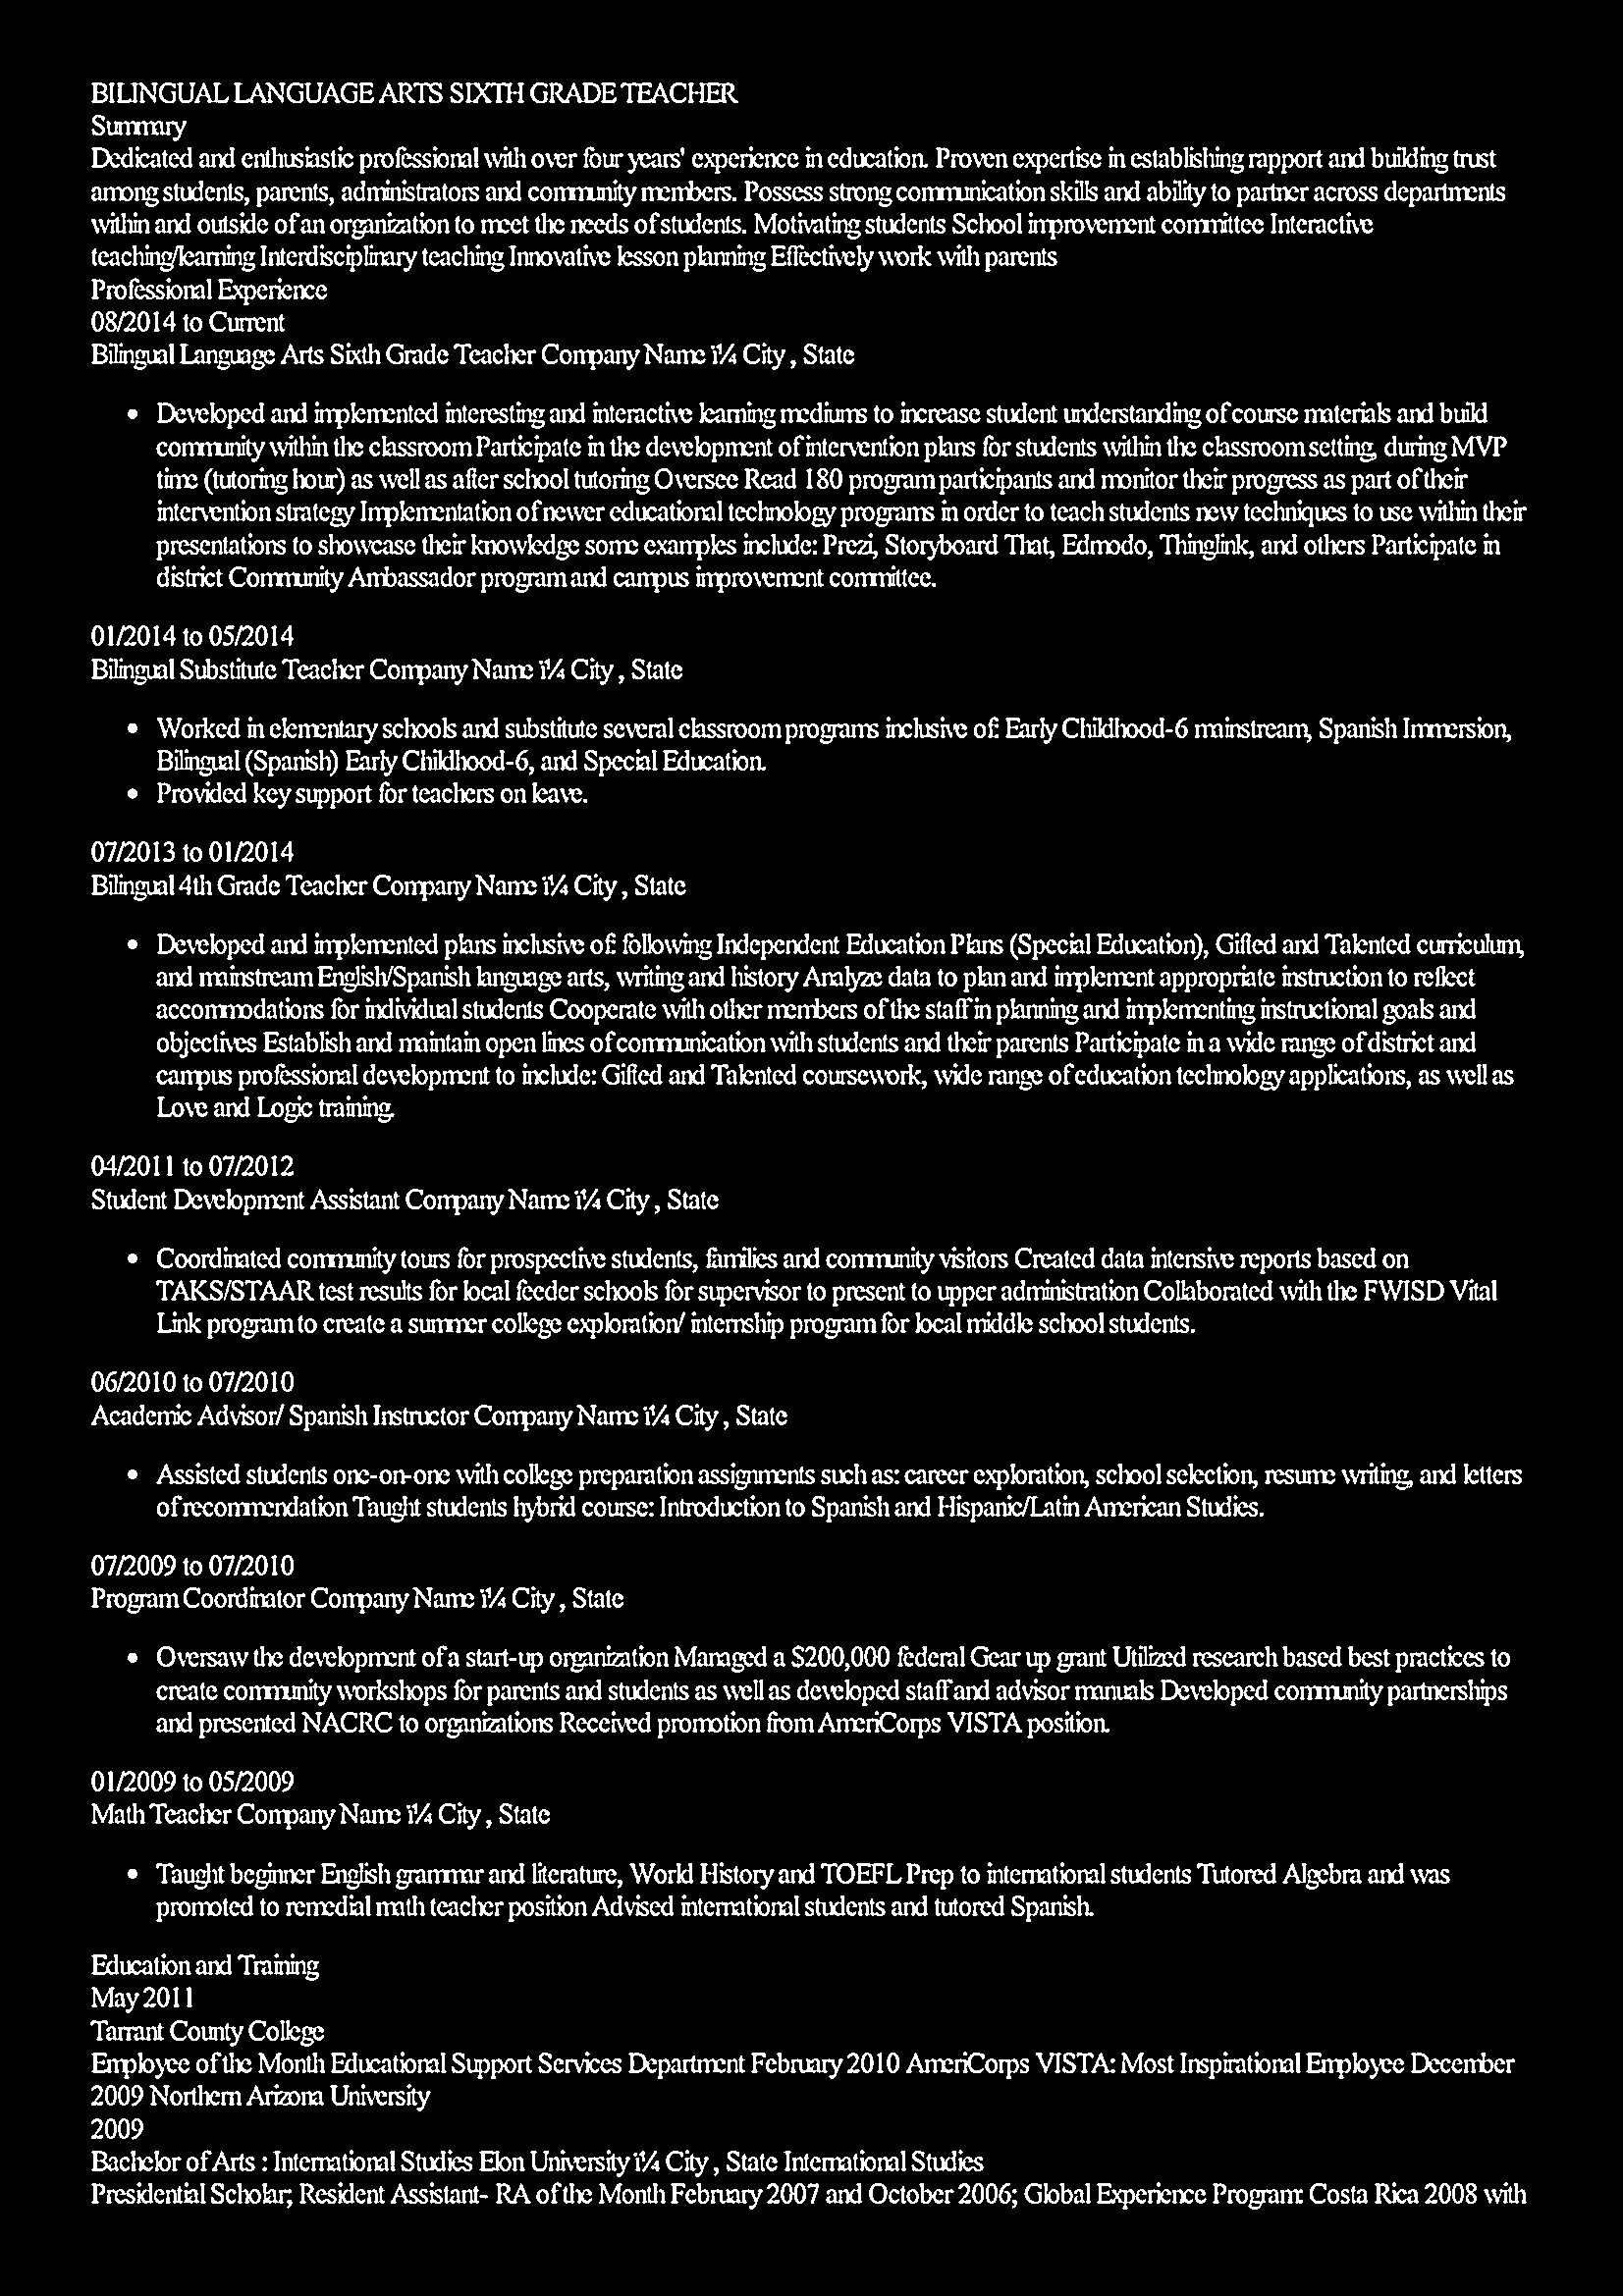 BILINGUAL LANGUAGE ARTS SIXTH GRADE TEACHER
Summary
Dedicated and enthusiastic professional with over four years' experience in education. Proven expertise in establishing rapport and building trust
among students, parents, administrators and community members. Possess strong communication skills and ability to partner across departments
within and outside of an organization to meet the needs of students. Motivating students School improvement committee Interactive
teaching/learning Interdisciplinary teaching Innovative lesson planning Effectively work with parents
Professional Experience
08/2014 to Current
Bilingual Language Arts Sixth Grade Teacher Company Name ï¼ City , State
• Developed and implemented interesting and interactive learning mediums to increase student understanding of course materials and build
community within the classroom Participate in the development of intervention plans for students within the classroom setting, during MVP
time (tutoring hour) as well as after school tutoring Oversee Read 180 program participants and monitor their progress as part of their
intervention strategy Implementation of newer educational technology programs in order to teach students new techniques to use within their
presentations to showcase their knowledge some examples include: Prezi, Storyboard That, Edmodo, Thinglink, and others Participate in
district Community Ambassador program and campus improvement committee.
01/2014 to 05/2014
Bilingual Substitute Teacher Company Name ï¼ City , State
• Worked in elementary schools and substitute several classroom programs inclusive of: Early Childhood-6 mainstream, Spanish Immersion,
Bilingual (Spanish) Early Childhood-6, and Special Education.
• Provided key support for teachers on leave.
07/2013 to 01/2014
Bilingual 4th Grade Teacher Company Name ï¼ City , State
• Developed and implemented plans inclusive of: following Independent Education Plans (Special Education), Gifted and Talented curriculum,
and mainstream English/Spanish language arts, writing and history Analyze data to plan and implement appropriate instruction to reflect
accommodations for individual students Cooperate with other members of the staff in planning and implementing instructional goals and
objectives Establish and maintain open lines of communication with students and their parents Participate in a wide range of district and
campus professional development to include: Gifted and Talented coursework, wide range of education technology applications, as well as
Love and Logic training.
04/2011 to 07/2012
Student Development Assistant Company Name ï¼ City , State
• Coordinated community tours for prospective students, families and community visitors Created data intensive reports based on
TAKS/STAAR test results for local feeder schools for supervisor to present to upper administration Collaborated with the FWISD Vital
Link program to create a summer college exploration/ internship program for local middle school students.
06/2010 to 07/2010
Academic Advisor/ Spanish Instructor Company Name ï¼ City , State
• Assisted students one-on-one with college preparation assignments such as: career exploration, school selection, resume writing, and letters
of recommendation Taught students hybrid course: Introduction to Spanish and Hispanic/Latin American Studies.
07/2009 to 07/2010
Program Coordinator Company Name ï¼ City , State
• Oversaw the development of a start-up organization Managed a $200,000 federal Gear up grant Utilized research based best practices to
create community workshops for parents and students as well as developed staff and advisor manuals Developed community partnerships
and presented NACRC to organizations Received promotion from AmeriCorps VISTA position.
01/2009 to 05/2009
Math Teacher Company Name ï¼ City , State
• Taught beginner English grammar and literature, World History and TOEFL Prep to international students Tutored Algebra and was
promoted to remedial math teacher position Advised international students and tutored Spanish.
Education and Training
May 2011
Tarrant County College
Employee of the Month Educational Support Services Department February 2010 AmeriCorps VISTA: Most Inspirational Employee December
2009 Northern Arizona University
2009
Bachelor of Arts : International Studies Elon University ï¼ City , State International Studies
Presidential Scholar; Resident Assistant- RA of the Month February 2007 and October 2006; Global Experience Program: Costa Rica 2008 with